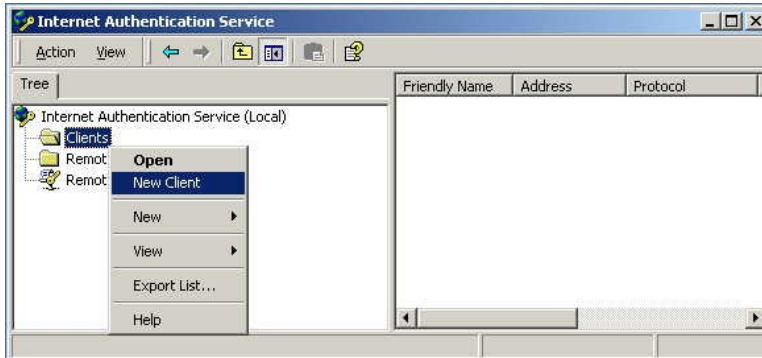 Internet Authentication Service
Action View
Tree
Friendly Name Address Protocol
Internet Authentication Service (Local)
Clients
Remot
Remot
Open
New Client
New
View
Export List...
Help